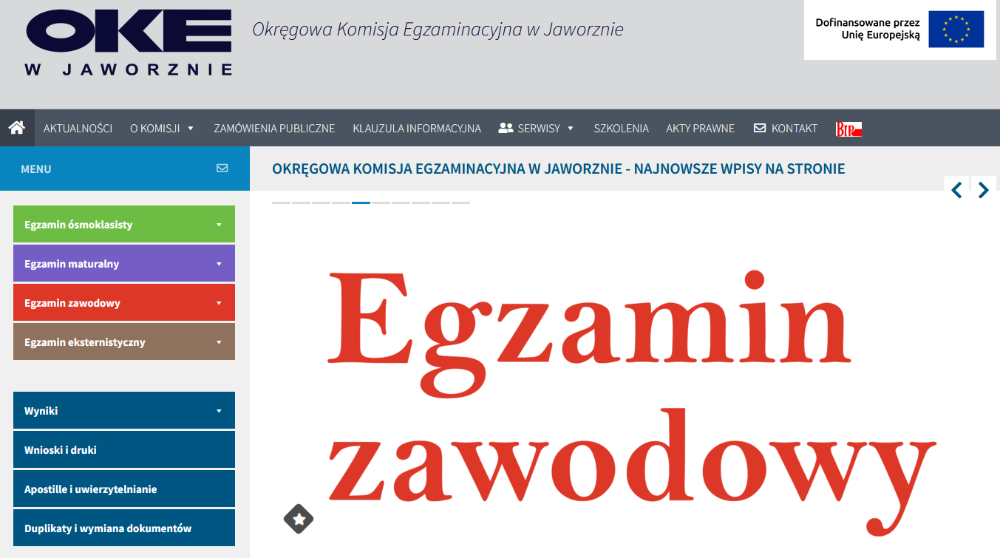 OKE
W JAWORZNIE
Okręgowa Komisja Egzaminacyjna w Jaworznie
Dofinansowane przez
Unię Europejską
AKTUALNOŚCI O KOMISJI ZAMÓWIENIA PUBLICZNE KLAUZULA INFORMACYJNA SERWISY SZKOLENIA AKTY PRAWNE KONTAKT BIP
MENU
OKRĘGOWA KOMISJA EGZAMINACYJNA W JAWORZNIE - NAJNOWSZE WPISY NA STRONIE
Egzamin ósmoklasisty
Egzamin maturalny
Egzamin zawodowy
Egzamin eksternistyczny
Wyniki
Wnioski i druki
Apostille i uwierzytelnianie
Duplikaty i wymiana dokumentów
Egzamin
zawodowy